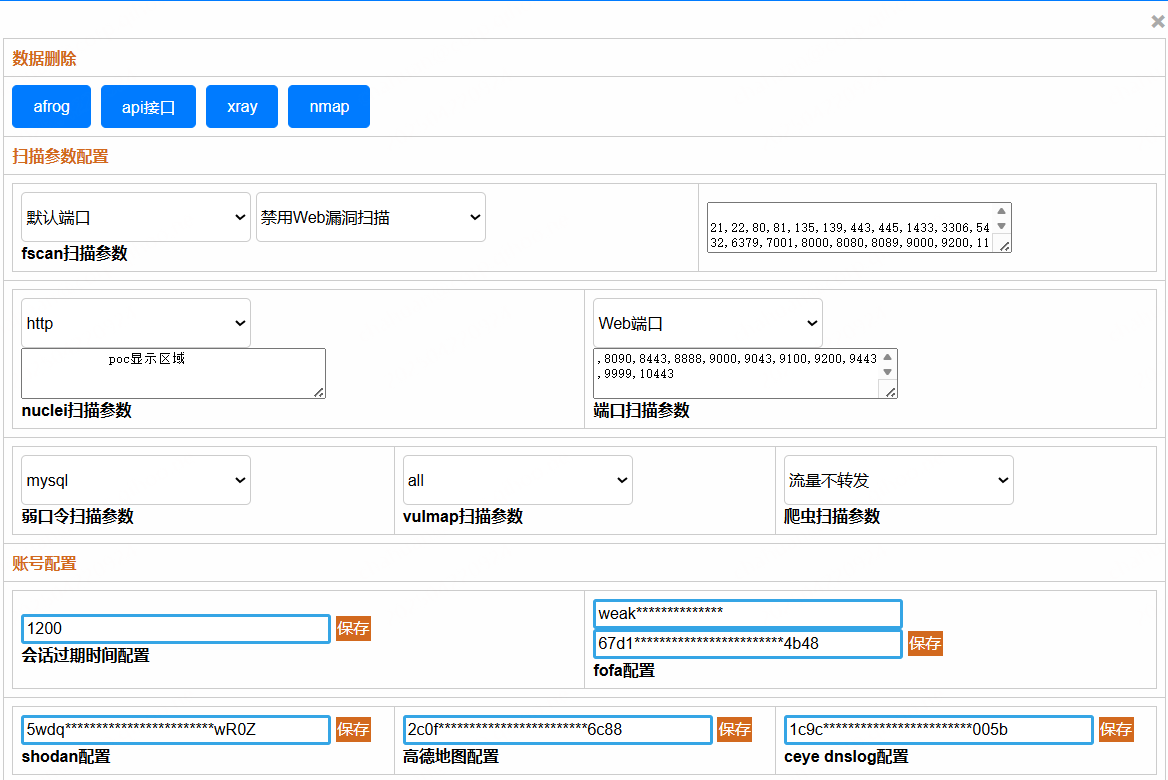 ×
数据删除
afrog api接口 xray nmap
扫描参数配置
默认端口 禁用Web漏洞扫描
fscan扫描参数
21,22,80,81,135,139,443,445,1433,3306,54
32,6379,7001,8000,8080,8089,9000,9200,11
http
poc显示区域
nuclei扫描参数
Web端口
,8090,8443,8888,9000,9043,9100,9200,9443
,9999,10443
端口扫描参数
mysql
弱口令扫描参数
all
vulmap扫描参数
流量不转发
爬虫扫描参数
账号配置
1200 保存
会话过期时间配置
weak**************
67d1************************4b48 保存
fofa配置
5wdq************************wR0Z 保存
shodan配置
2c0f************************6c88 保存
高德地图配置
1c9c************************005b 保存
ceye dnslog配置